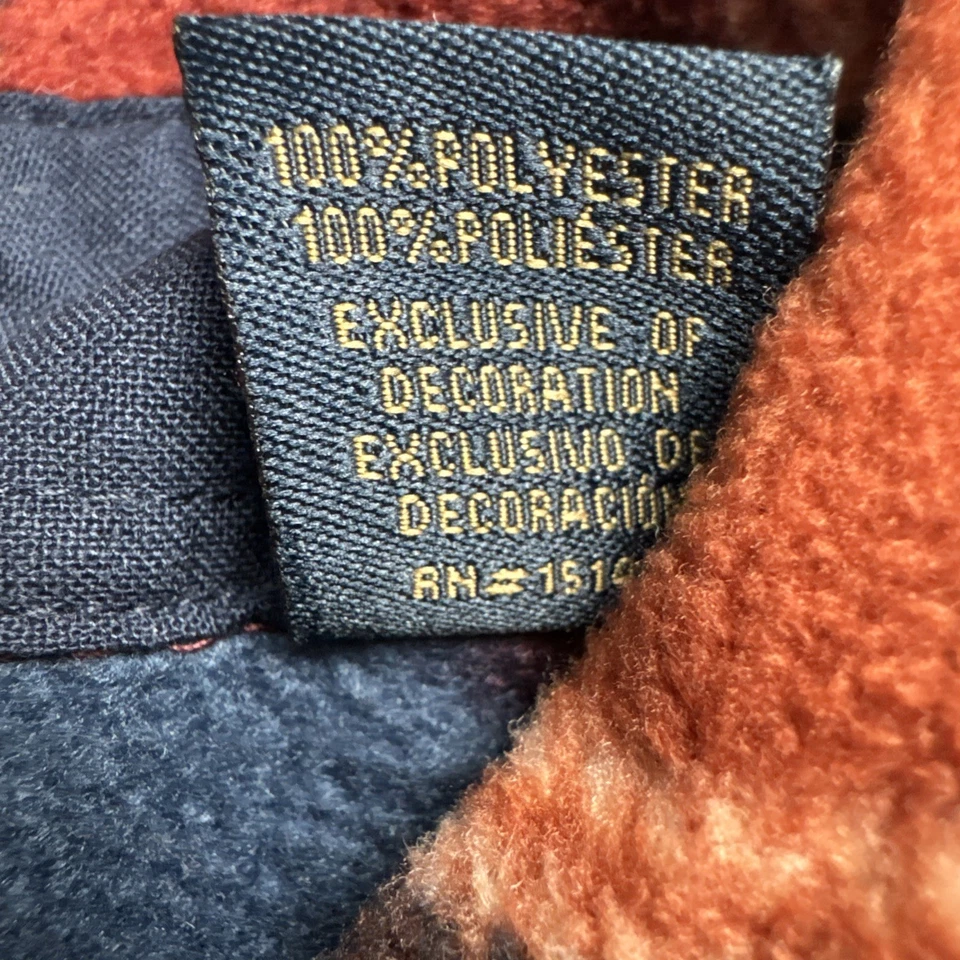 100%POLYESTER
100%POLIÉSTER
EXCLUSIVE OF
DECORATION
EXCLUSIVO DE
DECORACIÓN